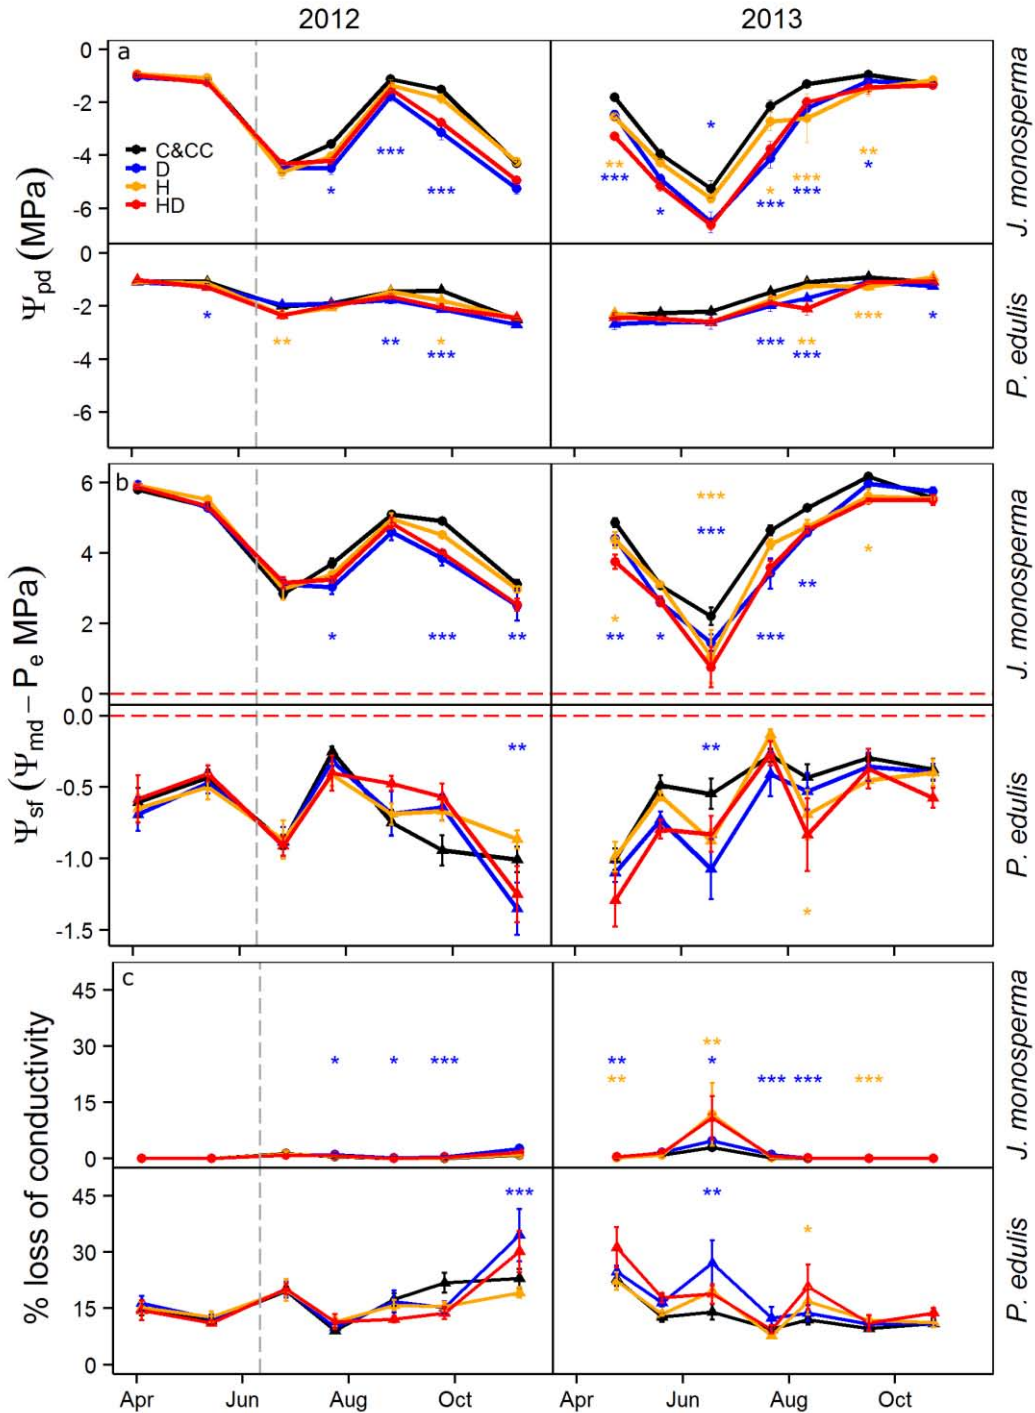 2012 2013
a
0
-2
-4
-6
C&CC
D
H
HD
* *** *** ** *** * * * *** *** *** ** *
J. monosperma
Ψpd (MPa)
0
-2
-4
-6
* ** ** * *** *** ** *** *** *
P. edulis
b
6
4
2
0
* *** ** * ** * *** *** *** ** *
J. monosperma
Ψsf (Ψmd − Pe MPa)
0.0
-0.5
-1.0
-1.5
** ** *
P. edulis
c
45
30
15
0
* * *** ** ** ** * *** *** ***
J. monosperma
% loss of conductivity
45
30
15
0
*** ** *
P. edulis
Apr Jun Aug Oct Apr Jun Aug Oct